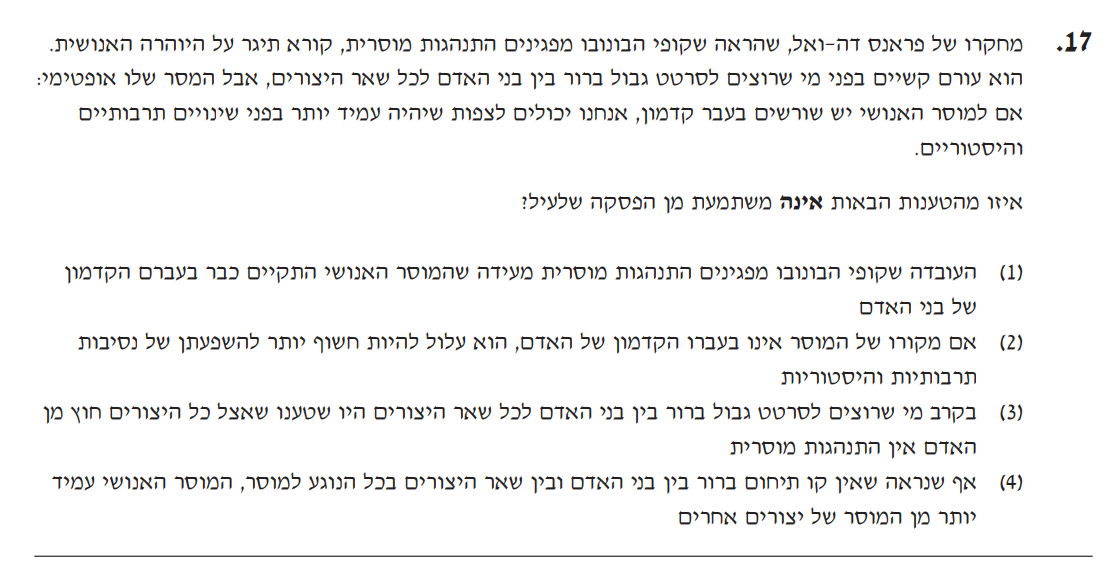 17. מחקרו של פראנס דה-ואל, שהראה שקופי הבונובו מפגינים התנהגות מוסרית, קורא תיגר על היוהרה האנושית.
הוא עורם קשיים בפני מי שרוצים לסרטט גבול ברור בין בני האדם לכל שאר היצורים, אבל המסר שלו אופטימי:
אם למוסר האנושי יש שורשים בעבר קדמון, אנחנו יכולים לצפות שיהיה עמיד יותר בפני שינויים תרבותיים
והיסטוריים.
איזו מהטענות הבאות אינה משתמעת מן הפסקה שלעיל?
(1) העובדה שקופי הבונובו מפגינים התנהגות מוסרית מעידה שהמוסר האנושי התקיים כבר בעברם הקדמון
של בני האדם
(2) אם מקורו של המוסר אינו בעברו הקדמון של האדם, הוא עלול להיות חשוף יותר להשפעתן של נסיבות
תרבותיות והיסטוריות
(3) בקרב מי שרוצים לסרטט גבול ברור בין בני האדם לכל שאר היצורים היו שטענו שאצל כל היצורים חוץ מן
האדם אין התנהגות מוסרית
(4) אף שנראה שאין קו תיחום ברור בין בני האדם ובין שאר היצורים בכל הנוגע למוסר, המוסר האנושי עמיד
יותר מן המוסר של יצורים אחרים